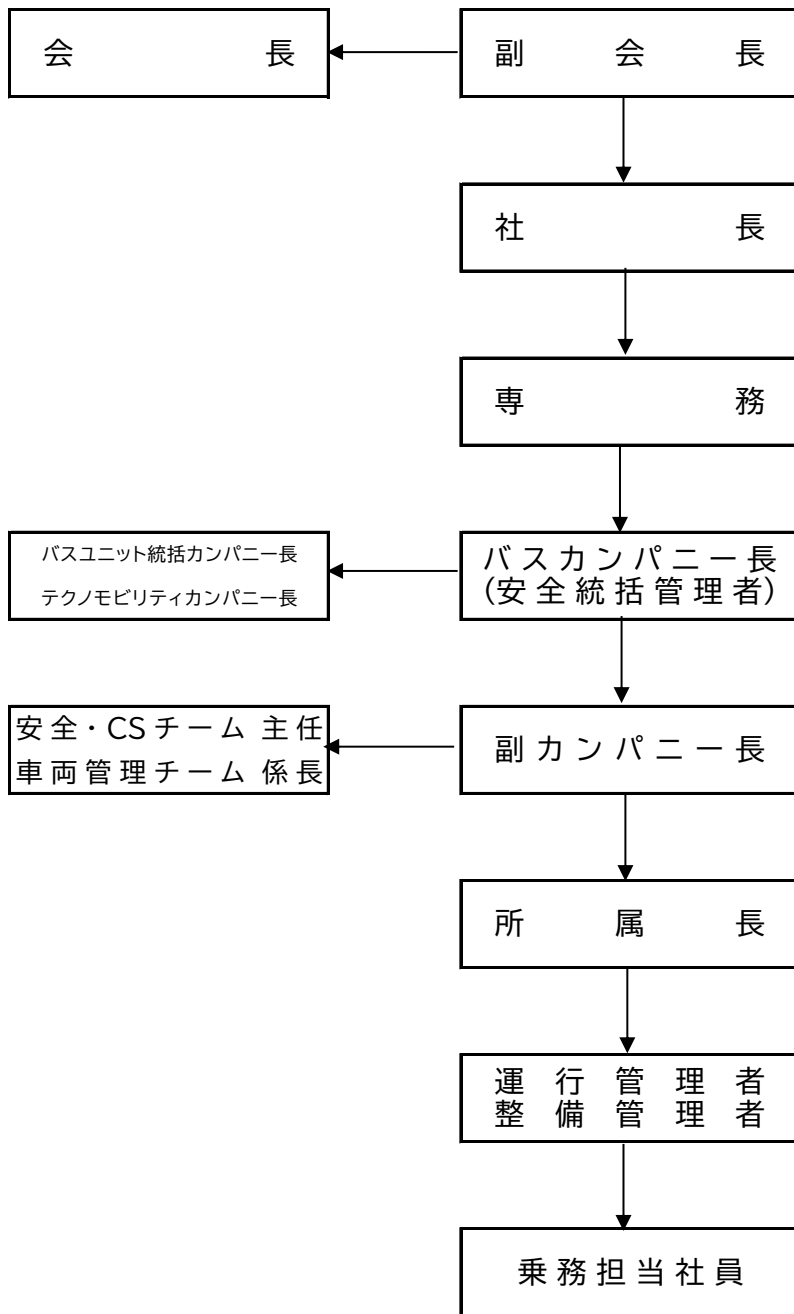 会長
副会長
社長
専務
バスユニット統括カンパニー長
テクノモビリティカンパニー長
バスカンパニー長
(安全統括管理者)
安全・CSチーム 主任
車両管理チーム 係長
副カンパニー長
所属長
運行管理者
整備管理者
乗務担当社員